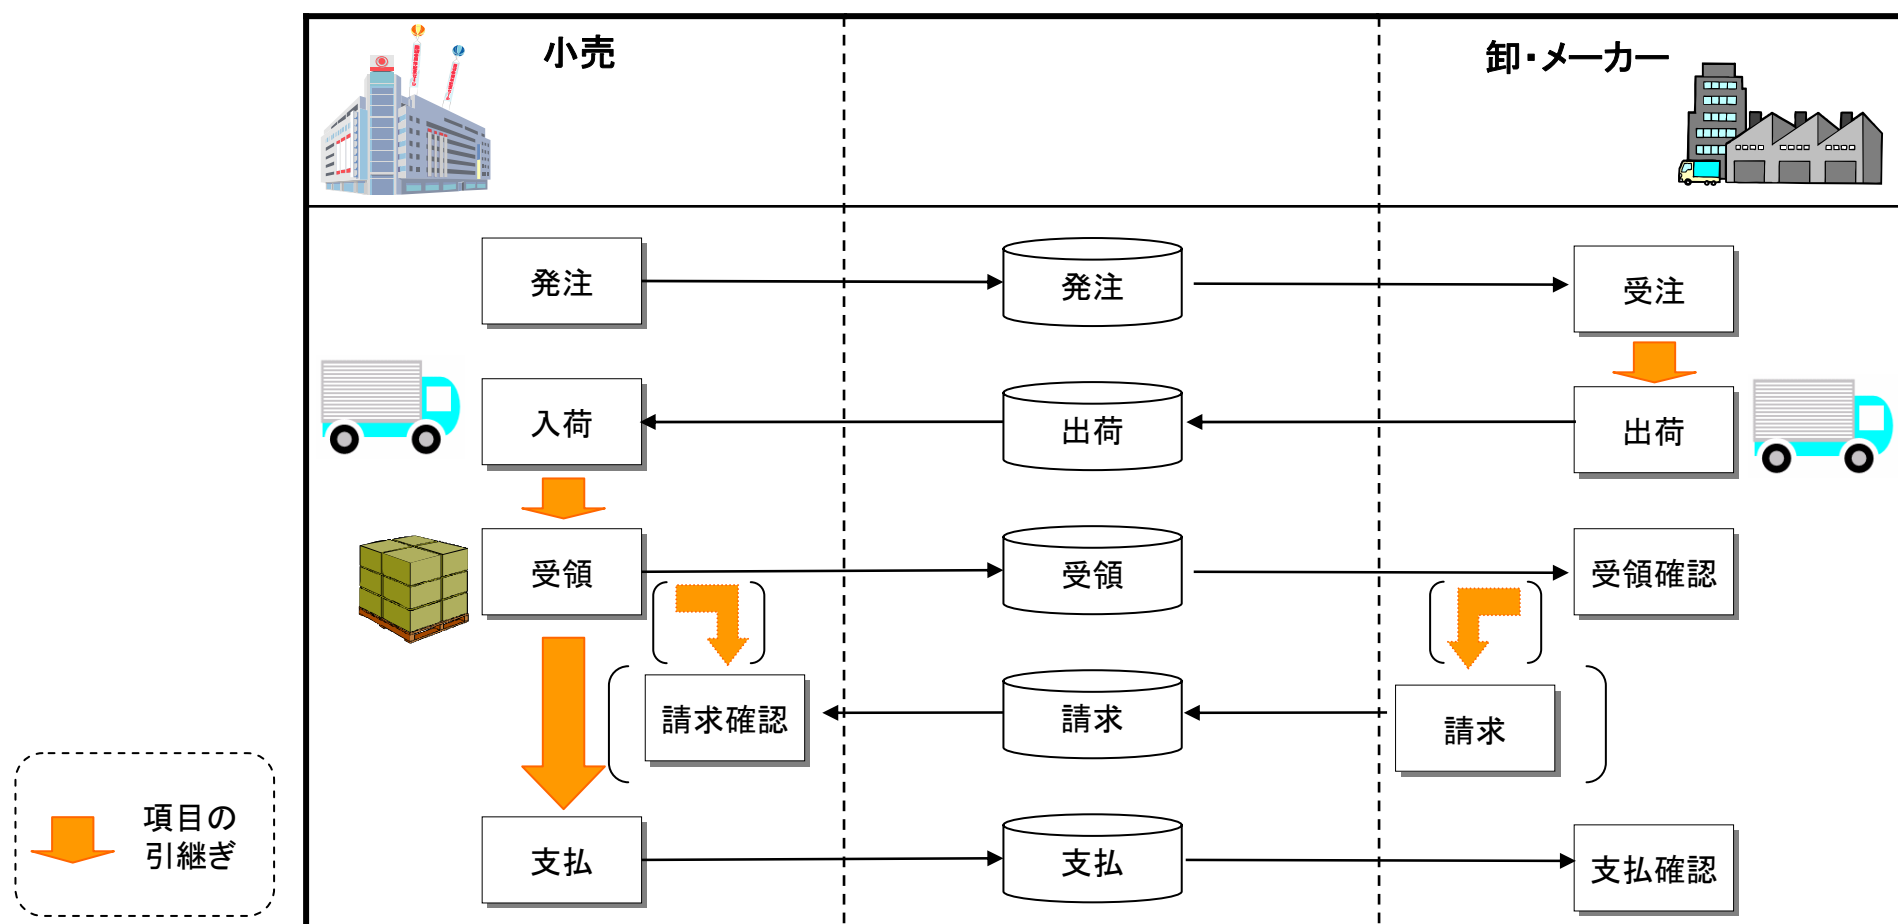 小売
卸・メーカー
発注
発注
受注
入荷
出荷
出荷
受領
受領
受領確認
請求確認
請求
請求
項目の
引継ぎ
支払
支払
支払確認